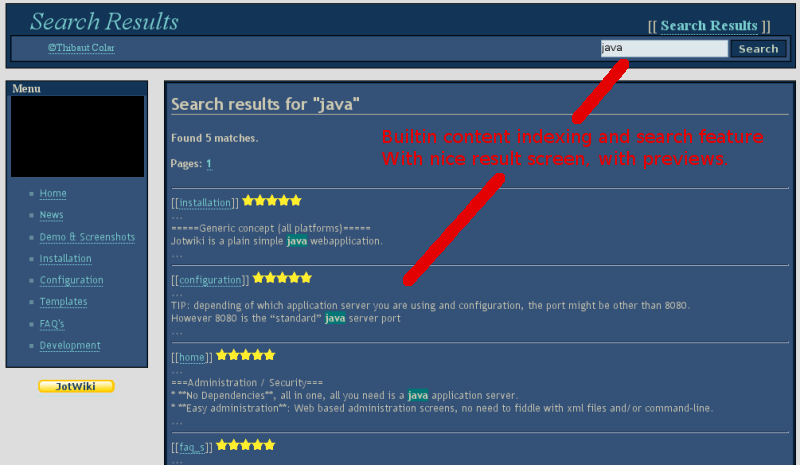 Search Results
[[ Search Results ]]
©Thibaut Colar
java
Search
Menu
Home
News
Demo & Screenshots
Installation
Configuration
Templates
FAQ's
Development
JotWiki
Search results for "java"
Found 5 matches.
Pages: 1
Builtin content indexing and search feature
With nice result screen, with previews.
[[installation]]
...
=====Generic concept (all platforms)=====
Jotwiki is a plain simple java webapplication.
...
[[configuration]]
...
TIP: depending of which application server you are using and configuration, the port might be other than 8080.
However 8080 is the “standard” java server port
...
[[home]]
...
===Administration / Security===
* **No Dependencies**, all in one, all you need is a java application server.
* **Easy administration**: Web based administration screens, no need to fiddle with xml files and/or command-line.
...
[[faq_s]]
...